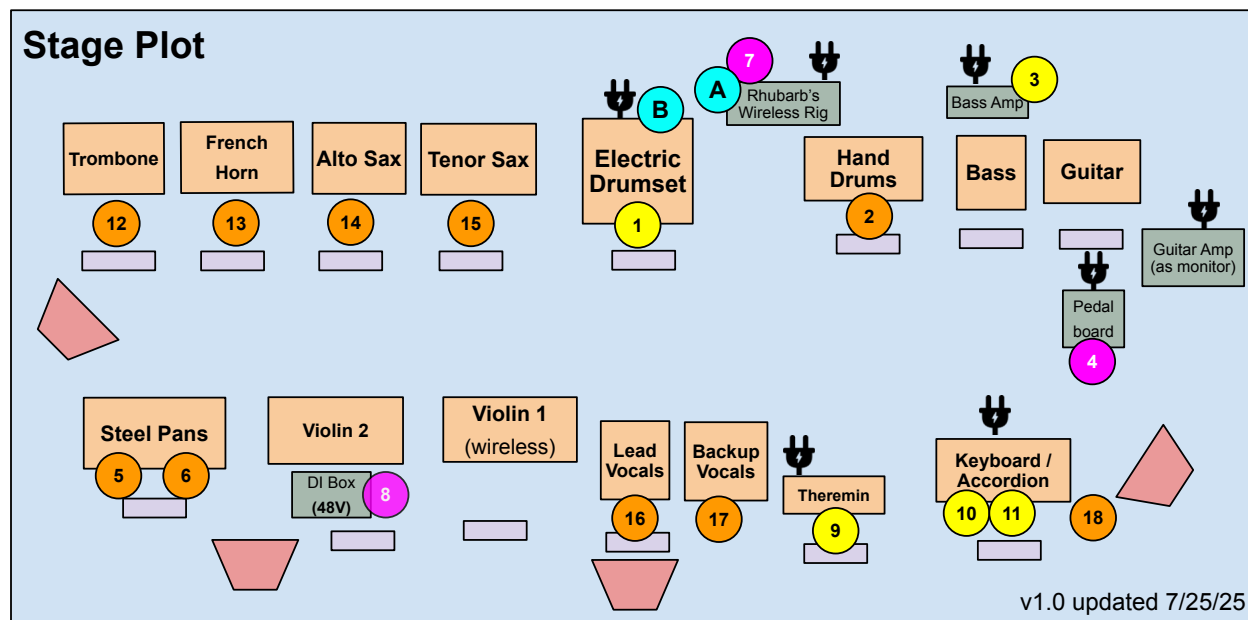 Stage Plot
7
A
Rhubarb's
Wireless Rig
3
Bass Amp
B
Trombone
French
Horn
Alto Sax
Tenor Sax
Electric
Drumset
Hand
Drums
Bass
Guitar
12
13
14
15
1
2
Guitar Amp
(as monitor)
Pedal
board
4
Steel Pans
5
6
Violin 2
DI Box
(48V)
8
Violin 1
(wireless)
Lead
Vocals
16
Backup
Vocals
17
Theremin
9
Keyboard /
Accordion
10
11
18
v1.0 updated 7/25/25